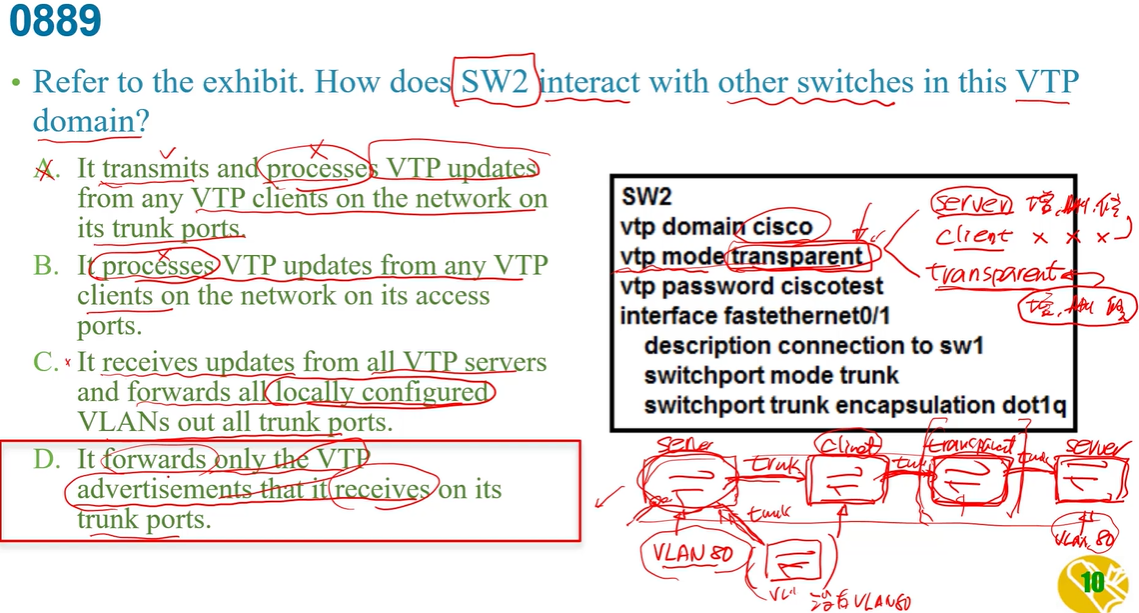 0889
• Refer to the exhibit. How does SW2 interact with other switches in this VTP
domain?
A. It transmits and processes VTP updates
from any VTP clients on the network on
its trunk ports.
B. It processes VTP updates from any VTP
clients on the network on its access
ports.
C. It receives updates from all VTP servers
and forwards all locally configured
VLANs out all trunk ports.
D. It forwards only the VTP
advertisements that it receives on its
trunk ports.
SW2
vtp domain cisco
vtp mode transparent
vtp password ciscotest
interface fastethernet0/1
description connection to sw1
switchport mode trunk
switchport trunk encapsulation dot1q
server
client x x x
transparent
server
client
transparent
server
trunk
trunk
trunk
trunk
VLAN 80
VLAN 80
没有VLAN80
10